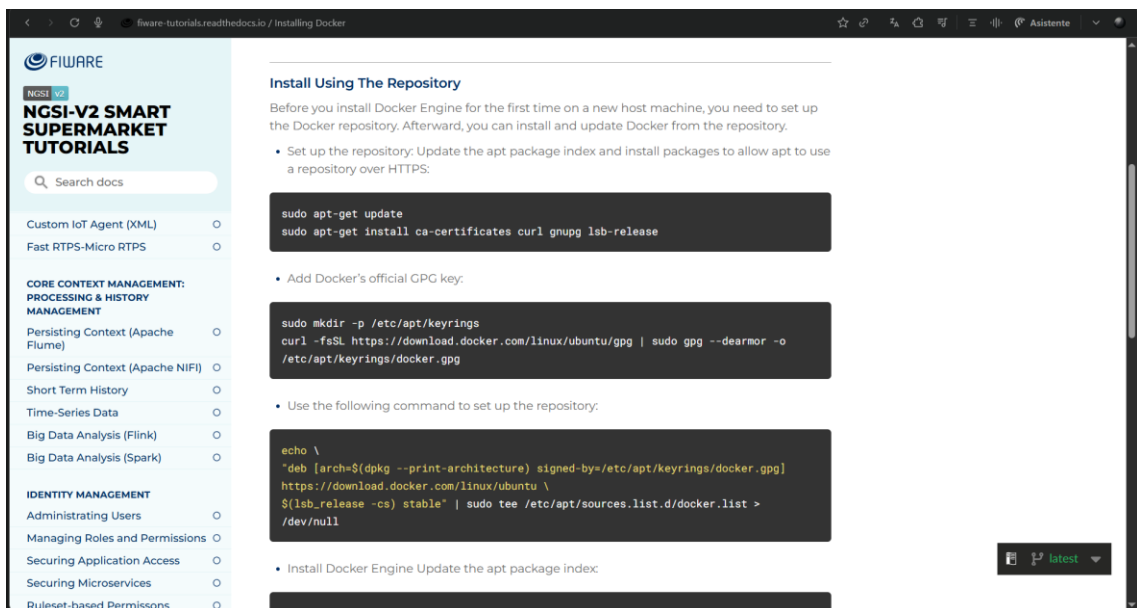 fiware-tutorials.readthedocs.io / Installing Docker
Asistente
FIWARE
NGSI v2
NGSI-V2 SMART
SUPERMARKET
TUTORIALS
Search docs
Custom IoT Agent (XML)
Fast RTPS-Micro RTPS
CORE CONTEXT MANAGEMENT:
PROCESSING & HISTORY
MANAGEMENT
Persisting Context (Apache
Flume)
Persisting Context (Apache NIFI)
Short Term History
Time-Series Data
Big Data Analysis (Flink)
Big Data Analysis (Spark)
IDENTITY MANAGEMENT
Administrating Users
Managing Roles and Permissions
Securing Application Access
Securing Microservices
Ruleset-based Permissons
Install Using The Repository
Before you install Docker Engine for the first time on a new host machine, you need to set up
the Docker repository. Afterward, you can install and update Docker from the repository.
• Set up the repository: Update the apt package index and install packages to allow apt to use
a repository over HTTPS:
sudo apt-get update
sudo apt-get install ca-certificates curl gnupg lsb-release
• Add Docker's official GPG key:
sudo mkdir -p /etc/apt/keyrings
curl -fsSL https://download.docker.com/linux/ubuntu/gpg | sudo gpg --dearmor -o
/etc/apt/keyrings/docker.gpg
• Use the following command to set up the repository:
echo \
"deb [arch=$(dpkg --print-architecture) signed-by=/etc/apt/keyrings/docker.gpg]
https://download.docker.com/linux/ubuntu \
$(lsb_release -cs) stable" | sudo tee /etc/apt/sources.list.d/docker.list >
/dev/null
• Install Docker Engine Update the apt package index:
latest